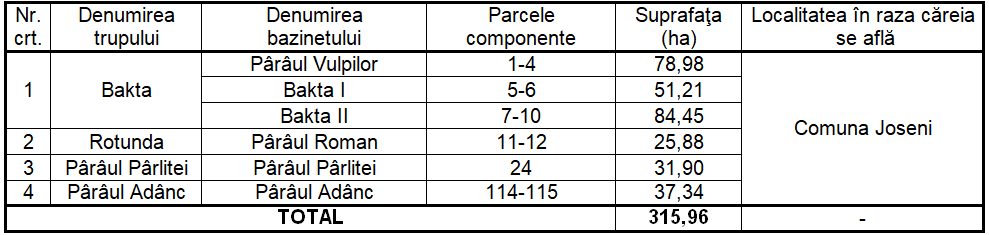 Nr. crt. Denumirea trupului Denumirea bazinetului Parcele componente Suprafaţa (ha) Localitatea în raza căreia se află
1 Bakta Pârâul Vulpilor 1-4 78,98 Comuna Joseni
Bakta I 5-6 51,21
Bakta II 7-10 84,45
2 Rotunda Pârâul Roman 11-12 25,88
3 Pârâul Pârlitei Pârâul Pârlitei 24 31,90
4 Pârâul Adânc Pârâul Adânc 114-115 37,34
TOTAL 315,96 -